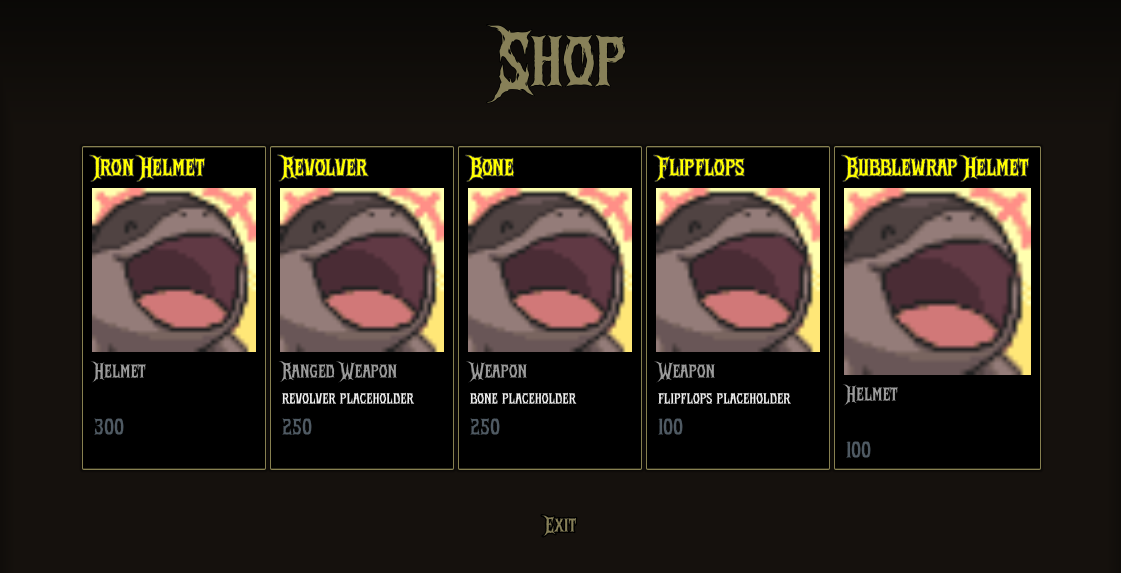 Shop
Iron Helmet
Helmet
300
Revolver
Ranged Weapon
revolver placeholder
250
Bone
Weapon
bone placeholder
250
Flipflops
Weapon
flipflops placeholder
100
Bubblewrap Helmet
Helmet
100
Exit